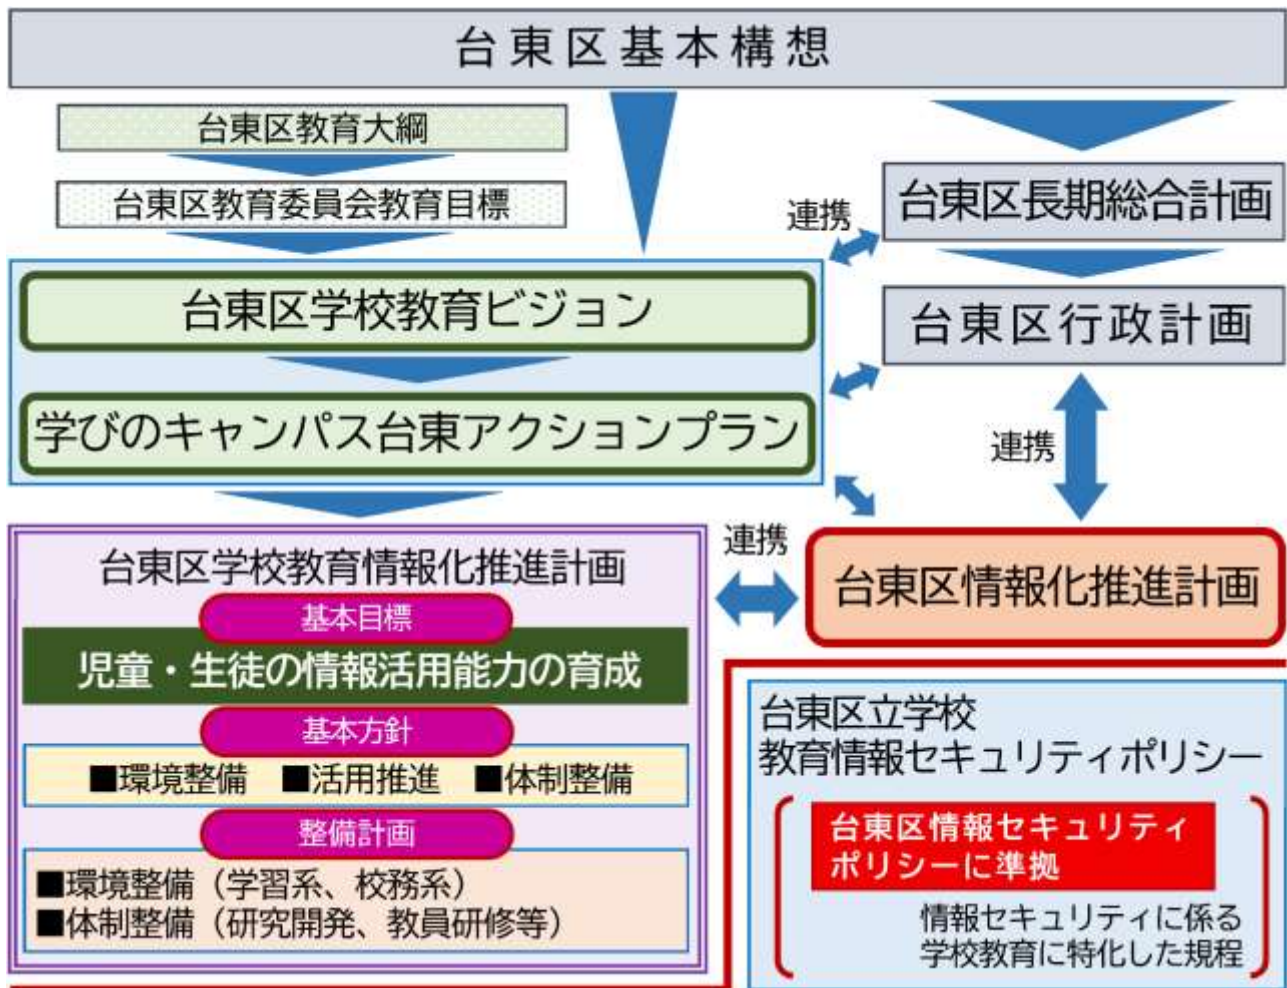 台東区基本構想
台東区教育大綱
台東区教育委員会教育目標
連携
台東区長期総合計画
台東区学校教育ビジョン
台東区行政計画
学びのキャンパス台東アクションプラン
連携
台東区学校教育情報化推進計画
連携
台東区情報化推進計画
基本目標
児童・生徒の情報活用能力の育成
基本方針
■環境整備 ■活用推進 ■体制整備
整備計画
■環境整備（学習系、校務系）
■体制整備（研究開発、教員研修等）
台東区立学校
教育情報セキュリティポリシー
台東区情報セキュリティ
ポリシーに準拠
情報セキュリティに係る
学校教育に特化した規程